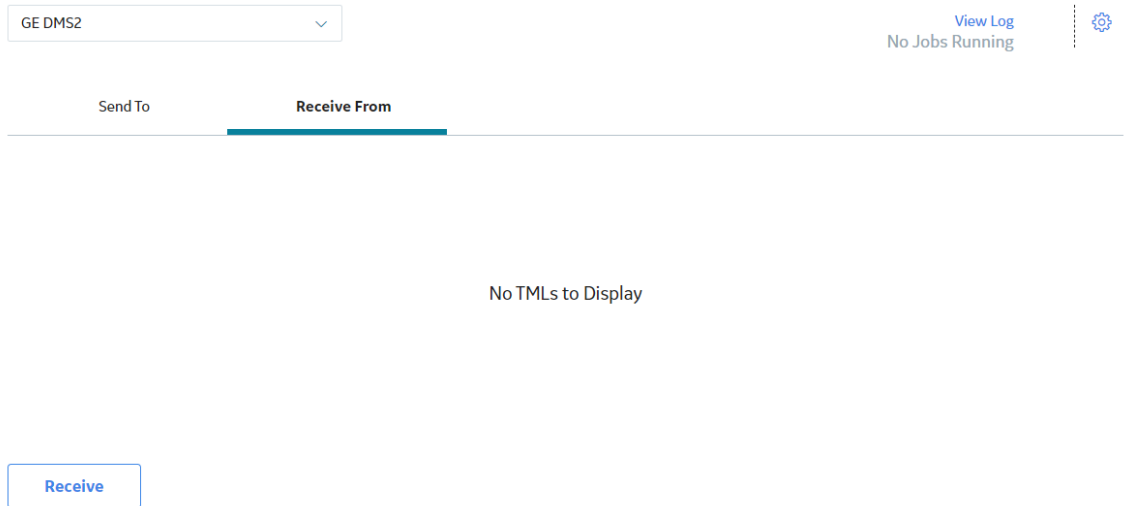 GE DMS2
View Log
No Jobs Running
Send To
Receive From
No TMLs to Display
Receive